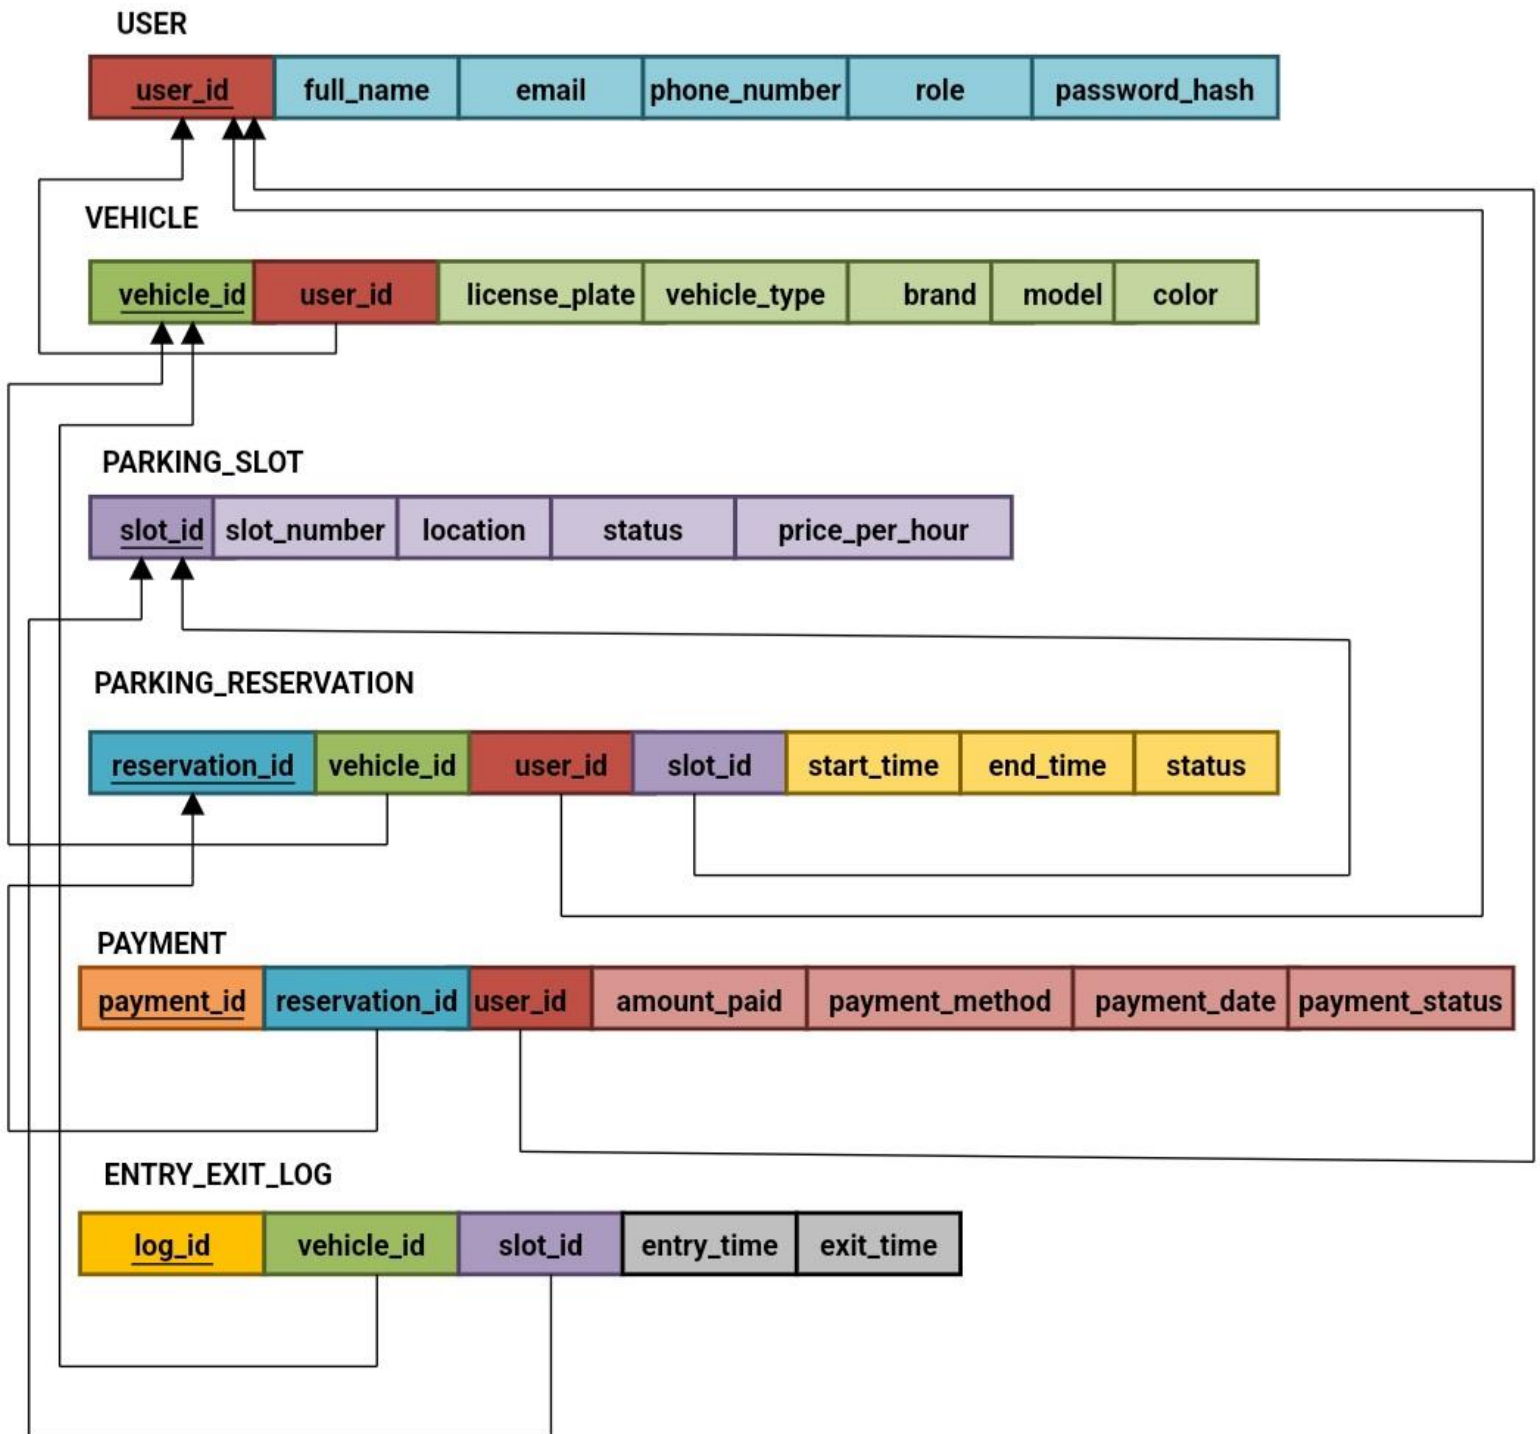 USER
user_id full_name email phone_number role password_hash
VEHICLE
vehicle_id user_id license_plate vehicle_type brand model color
PARKING_SLOT
slot_id slot_number location status price_per_hour
PARKING_RESERVATION
reservation_id vehicle_id user_id slot_id start_time end_time status
PAYMENT
payment_id reservation_id user_id amount_paid payment_method payment_date payment_status
ENTRY_EXIT_LOG
log_id vehicle_id slot_id entry_time exit_time